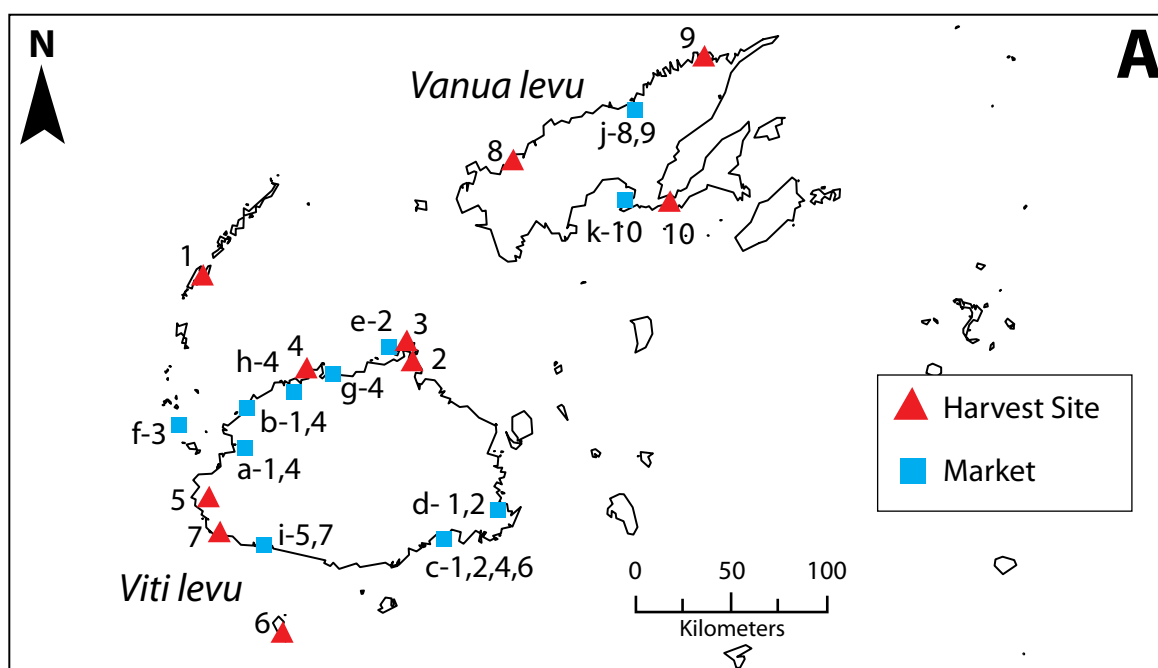 N
A
9
Vanua levu
j-8,9
8
k-10
10
1
3
e-2
4
2
h-4
g-4
b-1,4
f-3
a-1,4
Harvest Site
Market
5
d- 1,2
7
i-5,7
c-1,2,4,6
Viti levu
0 50 100
Kilometers
6